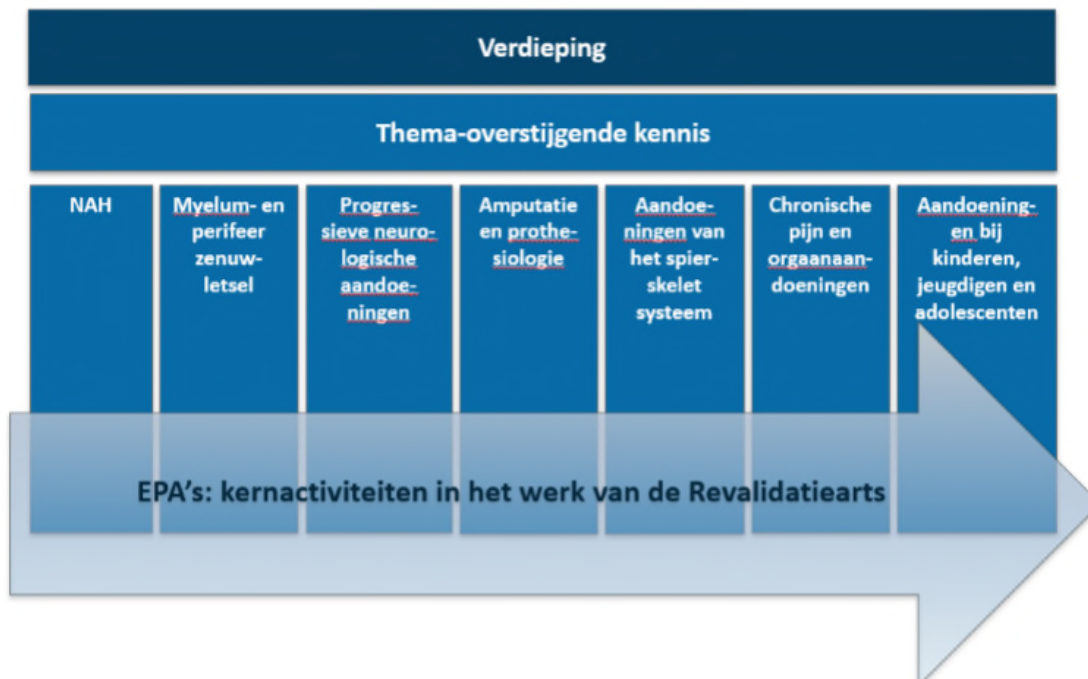 Verdieping
Thema-overstijgende kennis
NAH
Myelum- en
perifeer
zenuw-
letsel
Progres-
sieve neuro-
logische
aandoe-
ningen
Amputatie
en prothe-
siologie
Aandoe-
ningen van
het spier-
skelet
systeem
Chronische
pijn en
orgaanaan-
doeningen
Aandoening-
en bij
kinderen,
jeugdigen en
adolescenten
EPA's: kernactiviteiten in het werk van de Revalidatiearts